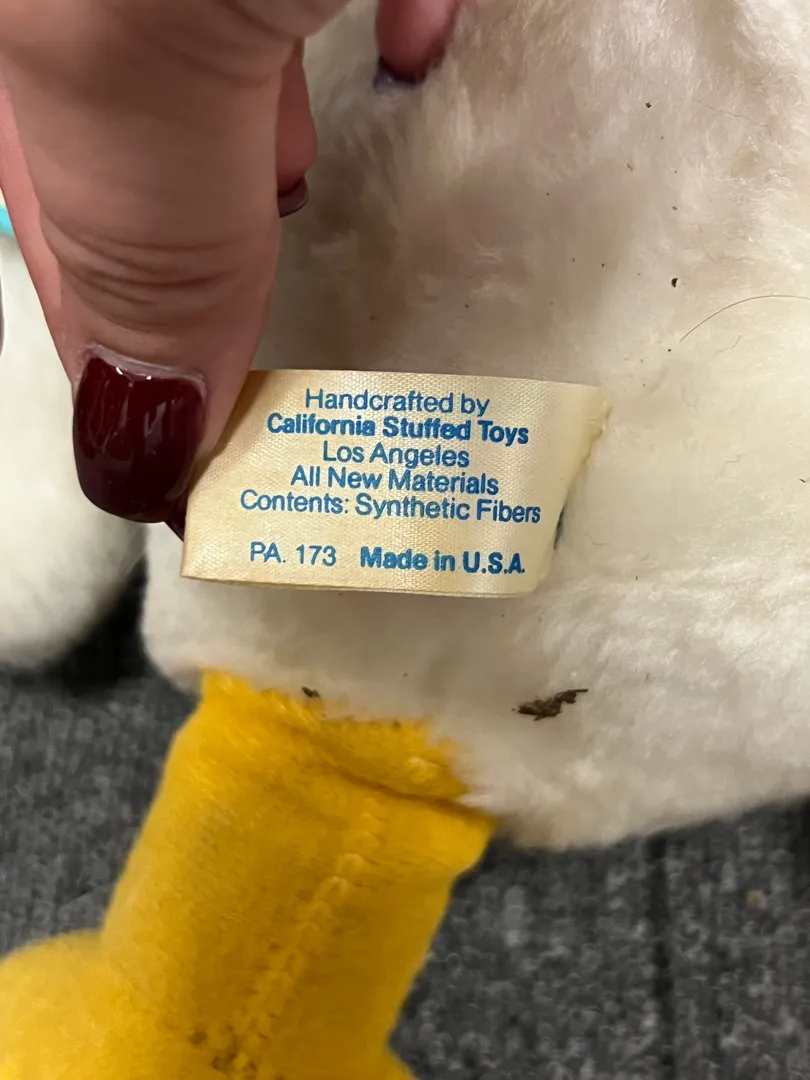 Handcrafted by
California Stuffed Toys
Los Angeles
All New Materials
Contents: Synthetic Fibers
PA. 173 Made in U.S.A.